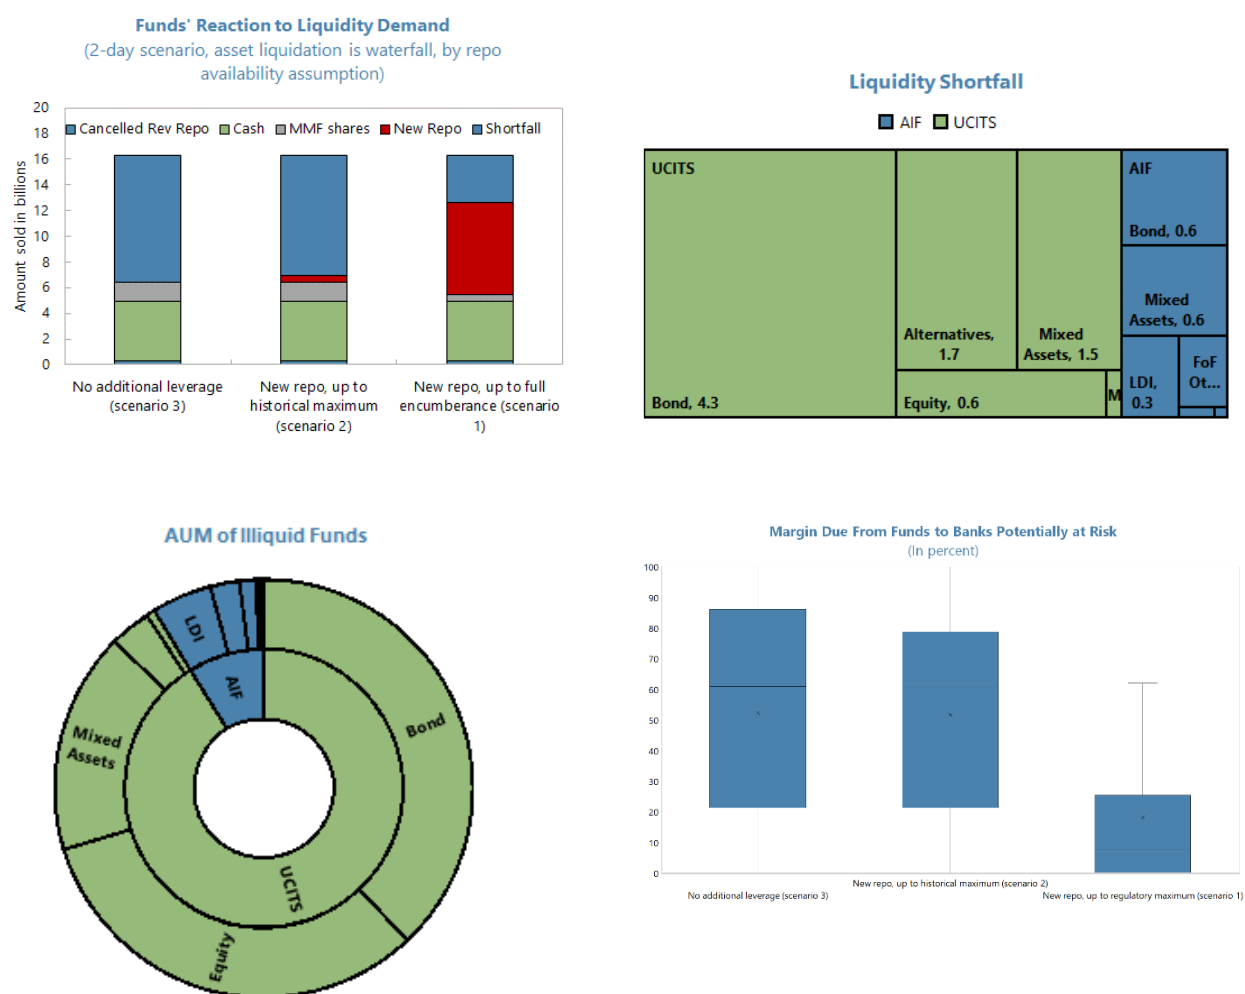 Funds' Reaction to Liquidity Demand
(2-day scenario, asset liquidation is waterfall, by repo
availability assumption)
Amount sold in billions
20
18
16
14
12
10
8
6
4
2
0
Cancelled Rev Repo
Cash
MMF shares
New Repo
Shortfall
No additional leverage
(scenario 3)
New repo, up to
historical maximum
(scenario 2)
New repo, up to full
encumberance (scenario
1)
Liquidity Shortfall
AIF
UCITS
UCITS
Bond, 4.3
Alternatives,
1.7
Mixed
Assets, 1.5
Equity, 0.6
M
AIF
Bond, 0.6
Mixed
Assets, 0.6
LDI,
0.3
FoF
Ot...
AUM of Illiquid Funds
LDI
AIF
Bond
Mixed
Assets
UCITS
Equity
Margin Due From Funds to Banks Potentially at Risk
(In percent)
100
90
80
70
60
50
40
30
20
10
0
No additional leverage (scenario 3)
New repo, up to historical maximum (scenario 2)
New repo, up to regulatory maximum (scenario 1)